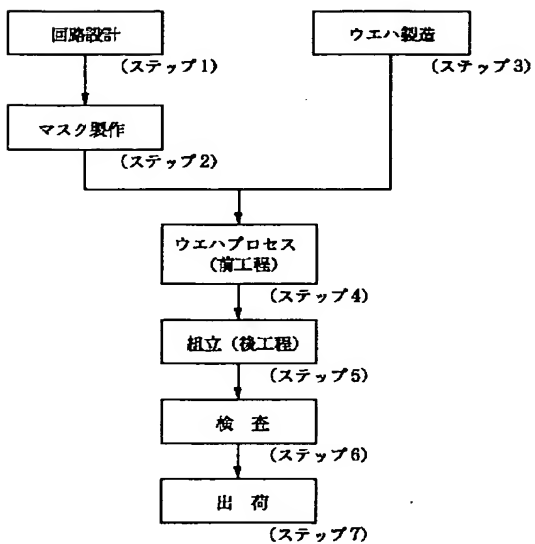 回路設計
(ステップ1)
ウエハ製造
(ステップ3)
マスク製作
(ステップ2)
ウエハプロセス
(前工程)
(ステップ4)
組立(後工程)
(ステップ5)
検 査
(ステップ6)
出 荷
(ステップ7)